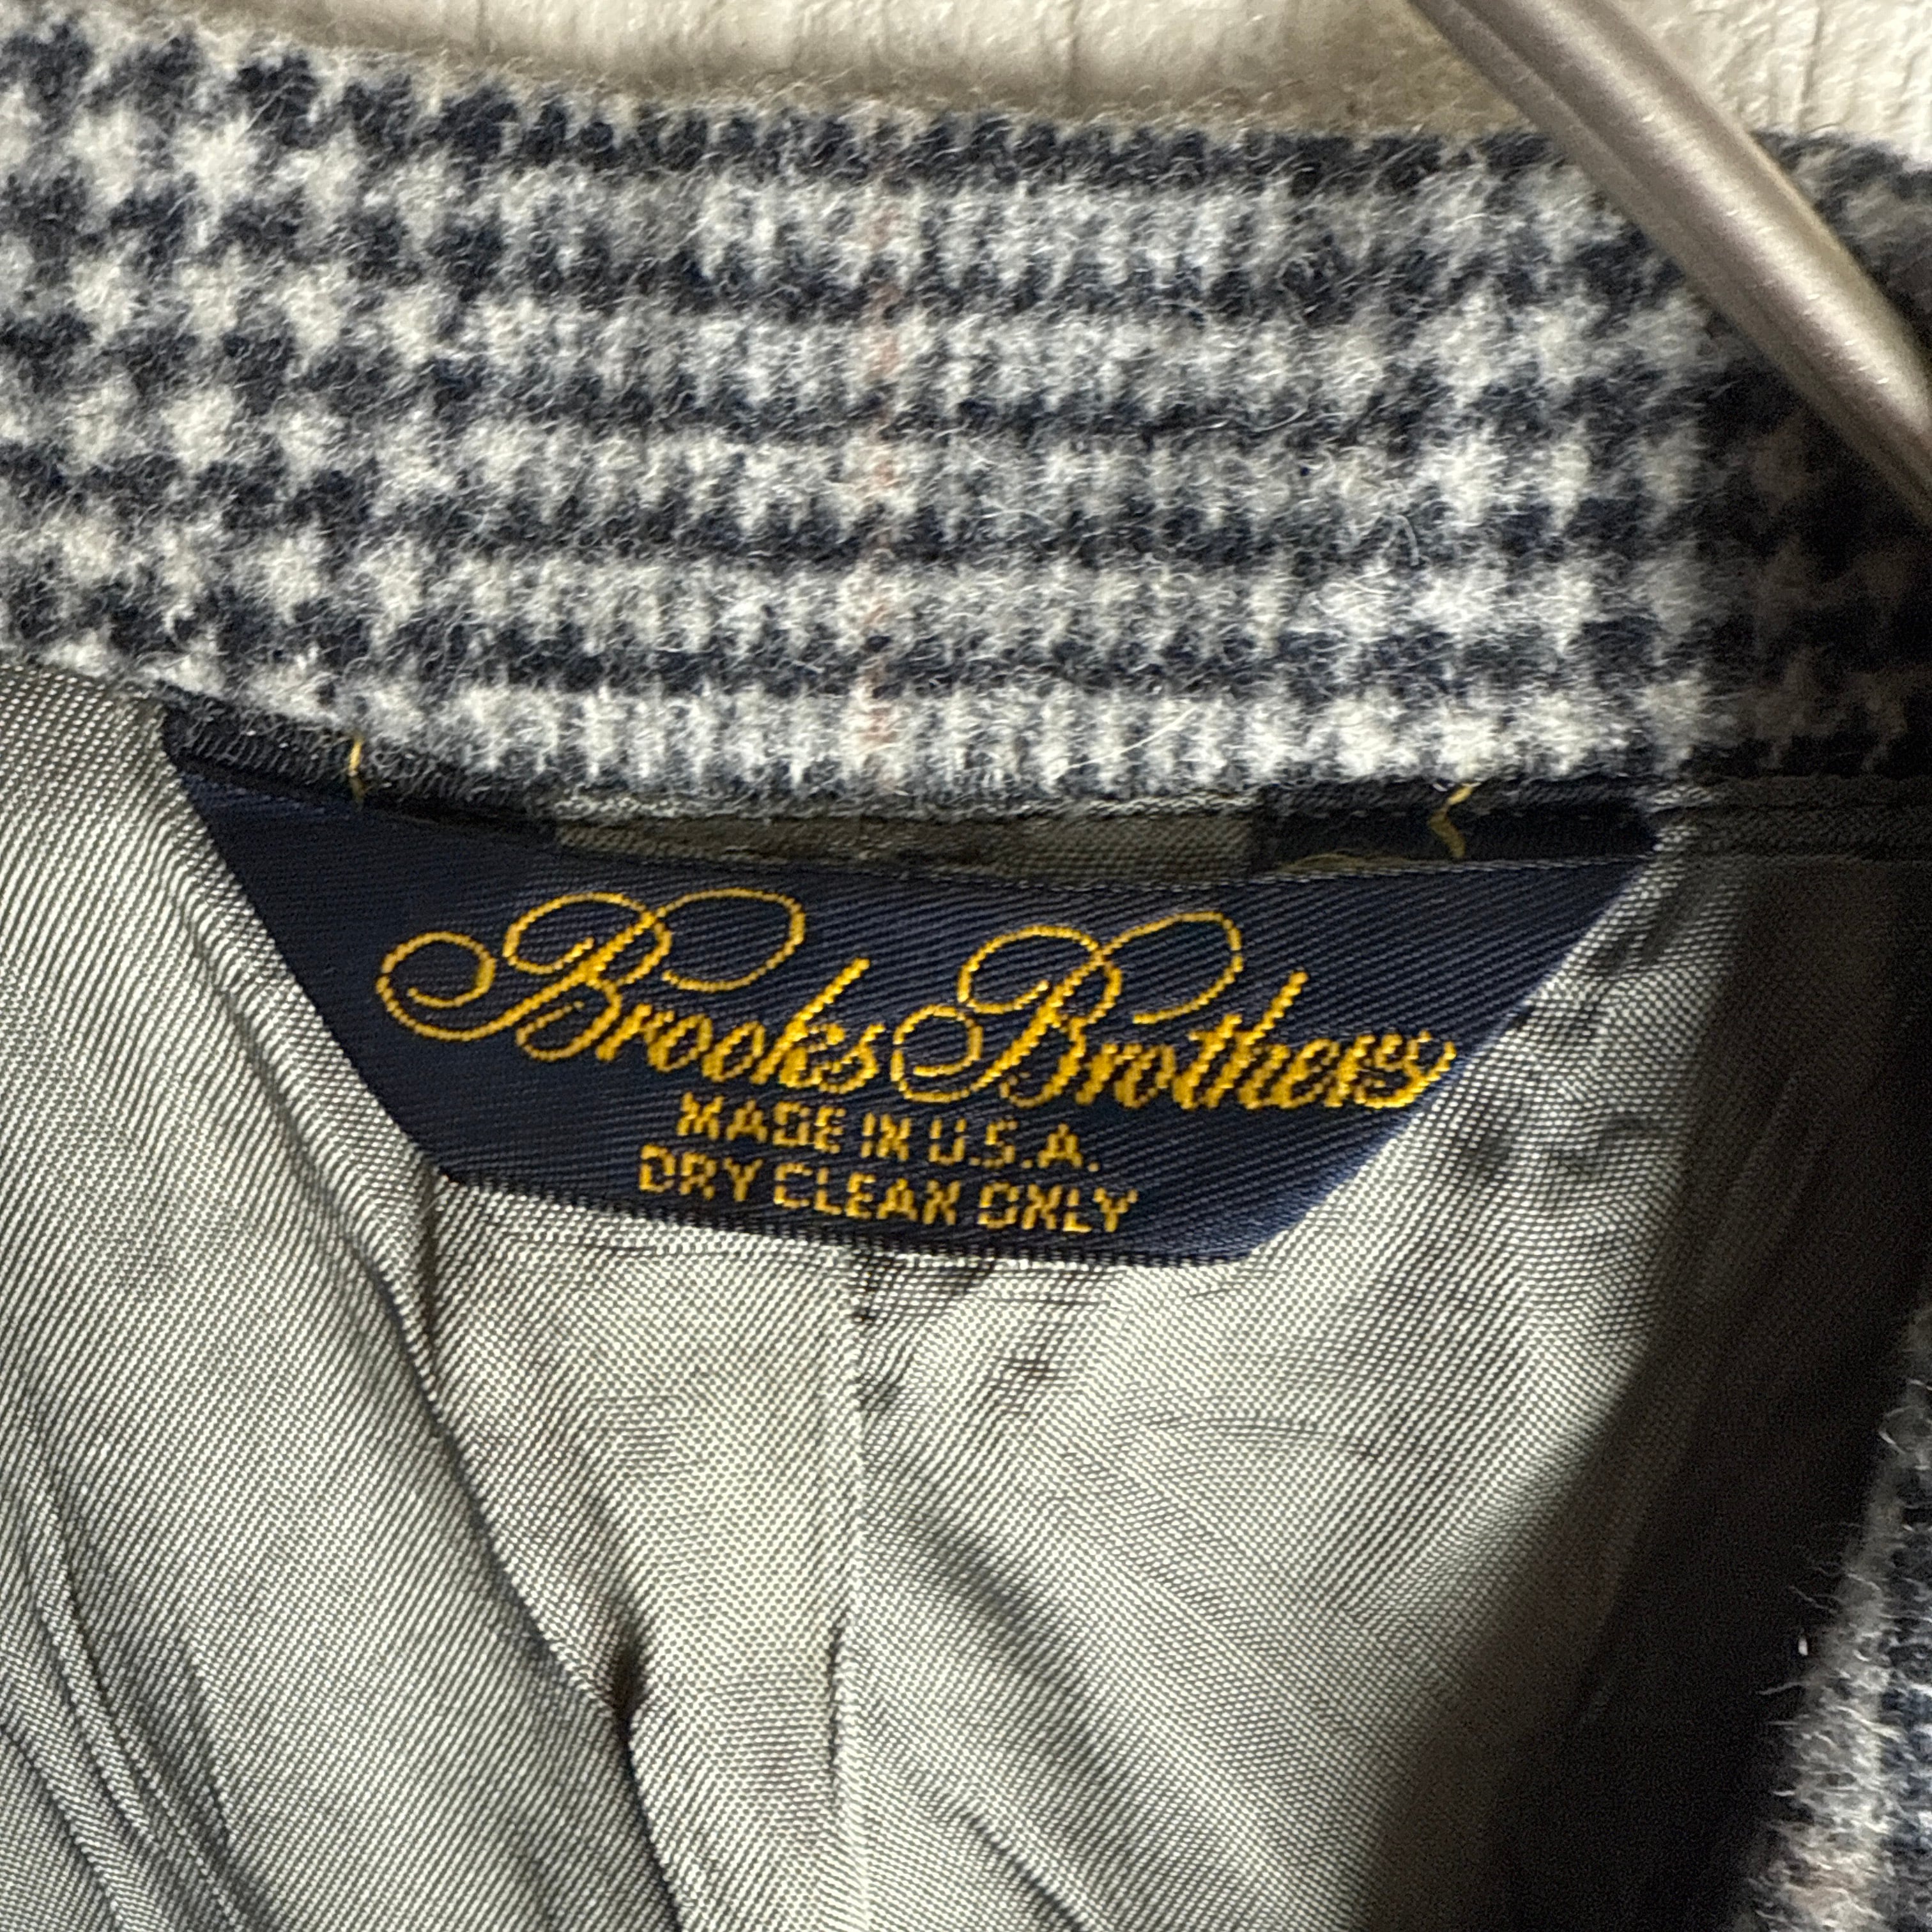 Brooks Brothers
MADE IN U.S.A.
DRY CLEAN ONLY